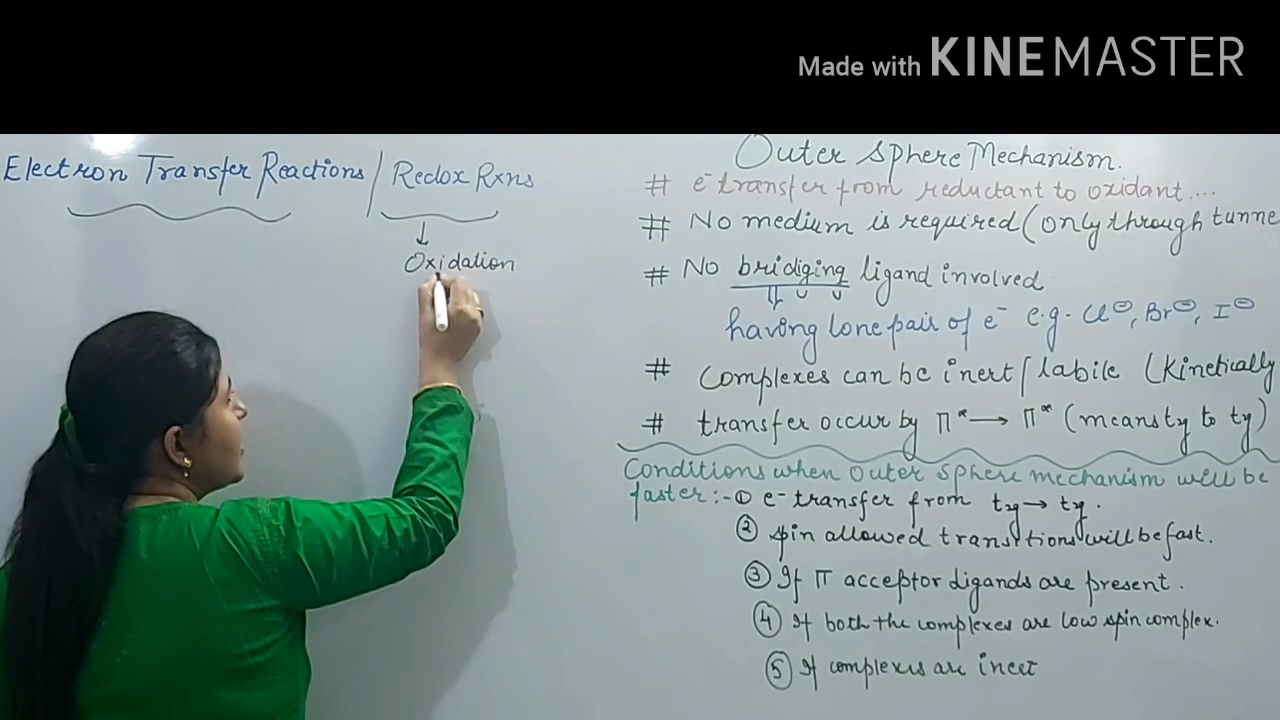 Made with KINEMASTER
Electron Transfer Reactions / Redox Rxns
↓
Oxidation
Outer Sphere Mechanism.
# e⁻ transfer from reductant to oxidant....
# No medium is required (only through tunne
# No bridiging ligand involved
⇓
having lone pair of e⁻ e.g. Cl⊖, Br⊖, I⊖
# Complexes can be inert/labile (Kinetically
# transfer occur by π* → π* (means ty to ty)
Conditions when outer sphere mechanism will be
faster :- ① e⁻ transfer from ty → ty.
② spin allowed transitions will be fast.
③ If π acceptor ligands are present.
④ If both the complexes are low spin complex.
⑤ If complexes are inert